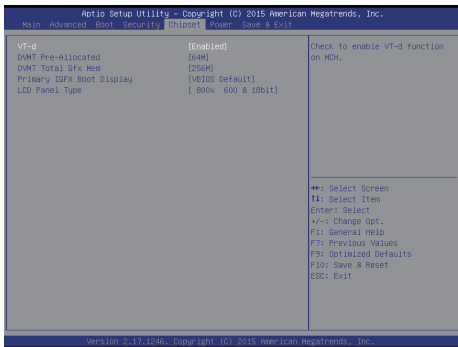 Aptio Setup Utility – Copyright (C) 2015 American Megatrends, Inc.
Main Advanced Boot Security Chipset Power Save & Exit
VT-d [Enabled]
DVMT Pre-Allocated [64M]
DVMT Total Gfx Mem [256M]
Primary IGFX Boot Display [VBIOS Default]
LCD Panel Type [ 800x 600 & 18bit]
Check to enable VT-d function
on MCH.
→←: Select Screen
↑↓: Select Item
Enter: Select
+/-: Change Opt.
F1: General Help
F7: Previous Values
F9: Optimized Defaults
F10: Save & Reset
ESC: Exit
Version 2.17.1246. Copyright (C) 2015 American Megatrends, Inc.